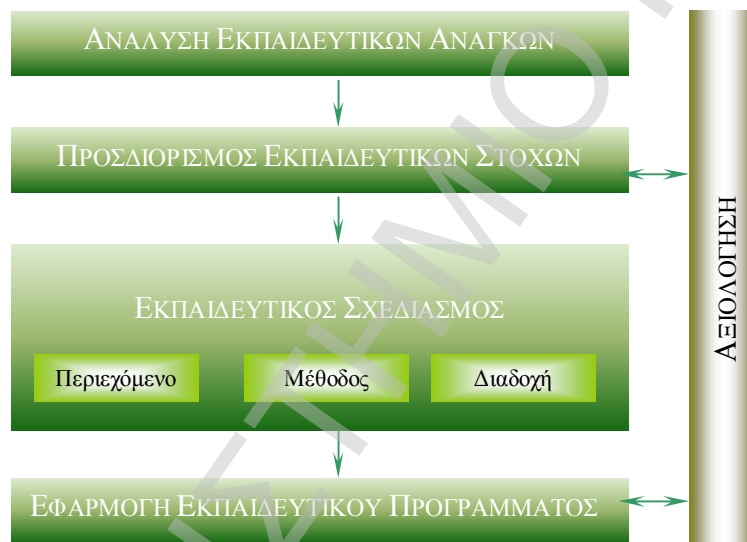 ΑΝΑΛΥΣΗ ΕΚΠΑΙΔΕΥΤΙΚΩΝ ΑΝΑΓΚΩΝ
ΠΡΟΣΔΙΟΡΙΣΜΟΣ ΕΚΠΑΙΔΕΥΤΙΚΩΝ ΣΤΟΧΩΝ
ΕΚΠΑΙΔΕΥΤΙΚΟΣ ΣΧΕΔΙΑΣΜΟΣ
Περιεχόμενο Μέθοδος Διαδοχή
ΕΦΑΡΜΟΓΗ ΕΚΠΑΙΔΕΥΤΙΚΟΥ ΠΡΟΓΡΑΜΜΑΤΟΣ
ΑΞΙΟΛΟΓΗΣΗ